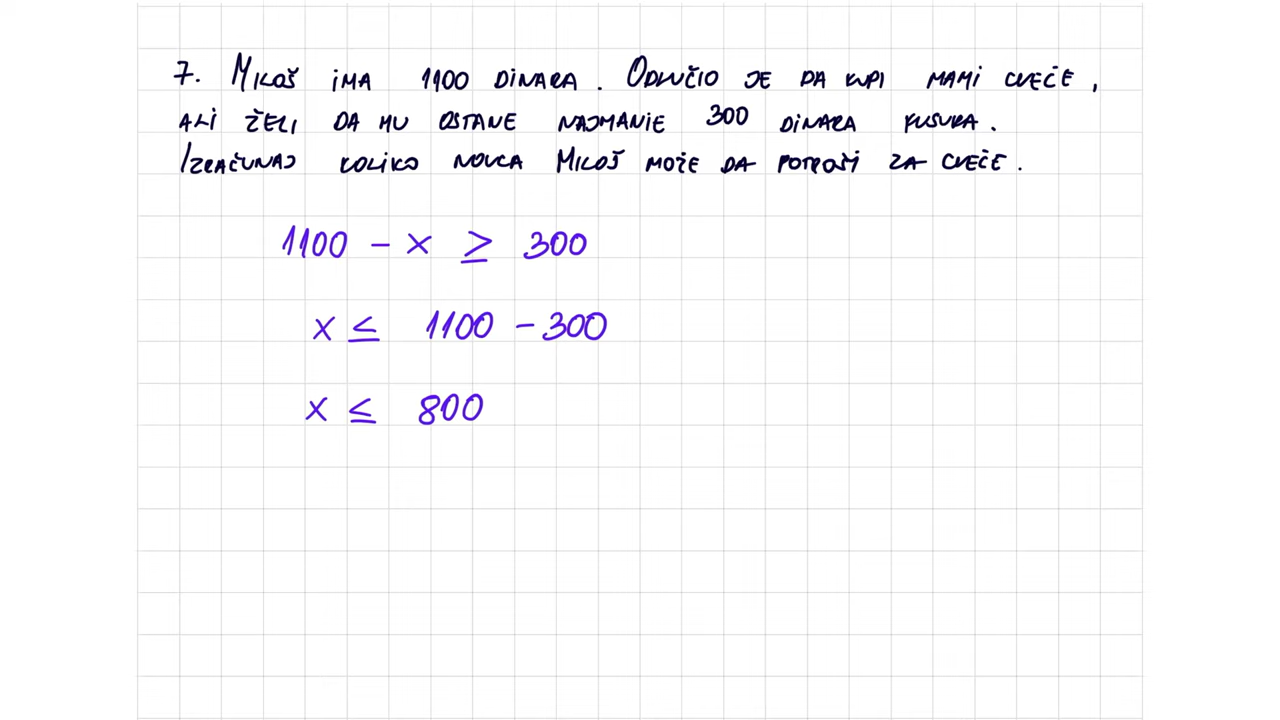 7. Miloš ima 1100 dinara. Odlučio je da kupi mami cveće,
ali želi da mu ostane najmanje 300 dinara kusura.
Izračunaj koliko novca Miloš može da potroši za cveće.
1100 - x ≥ 300
x ≤ 1100 - 300
x ≤ 800